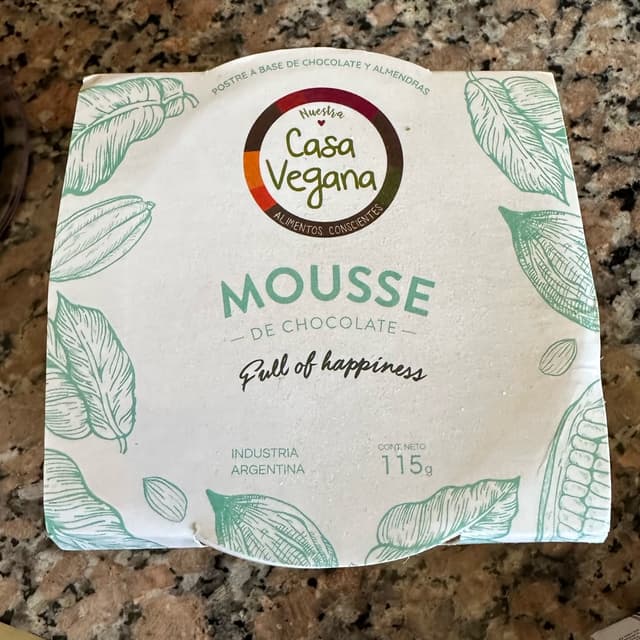 POSTRE A BASE DE CHOCOLATE Y ALMENDRAS
Nuestra
Casa
Vegana
ALIMENTOS CONSCIENTES
MOUSSE
— DE CHOCOLATE —
Full of happiness
INDUSTRIA
ARGENTINA
CONT. NETO
115g